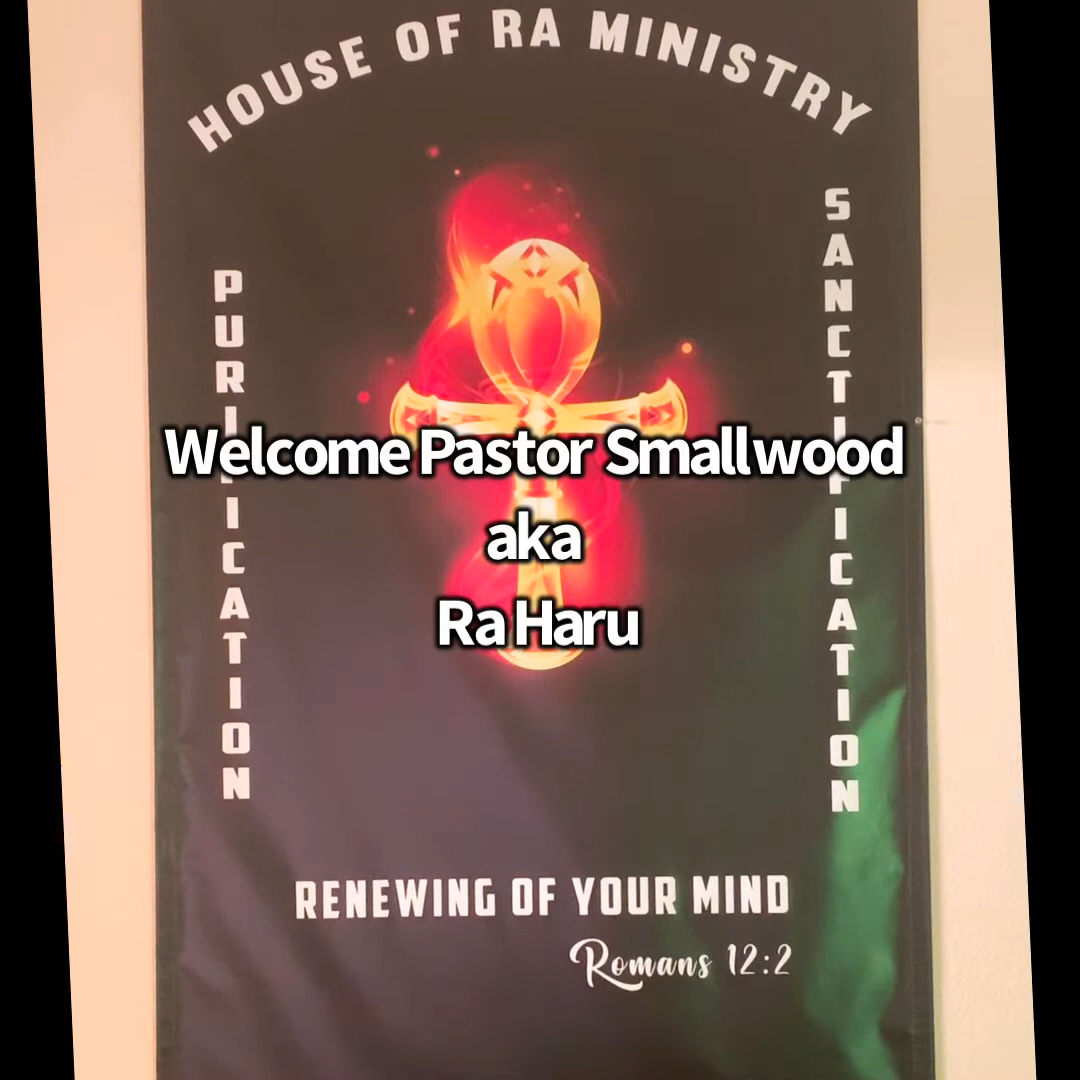 HOUSE OF RA MINISTRY
PURIFICATION
SANCTIFICATION
Welcome Pastor Smallwood
aka
Ra Haru
RENEWING OF YOUR MIND
Romans 12:2